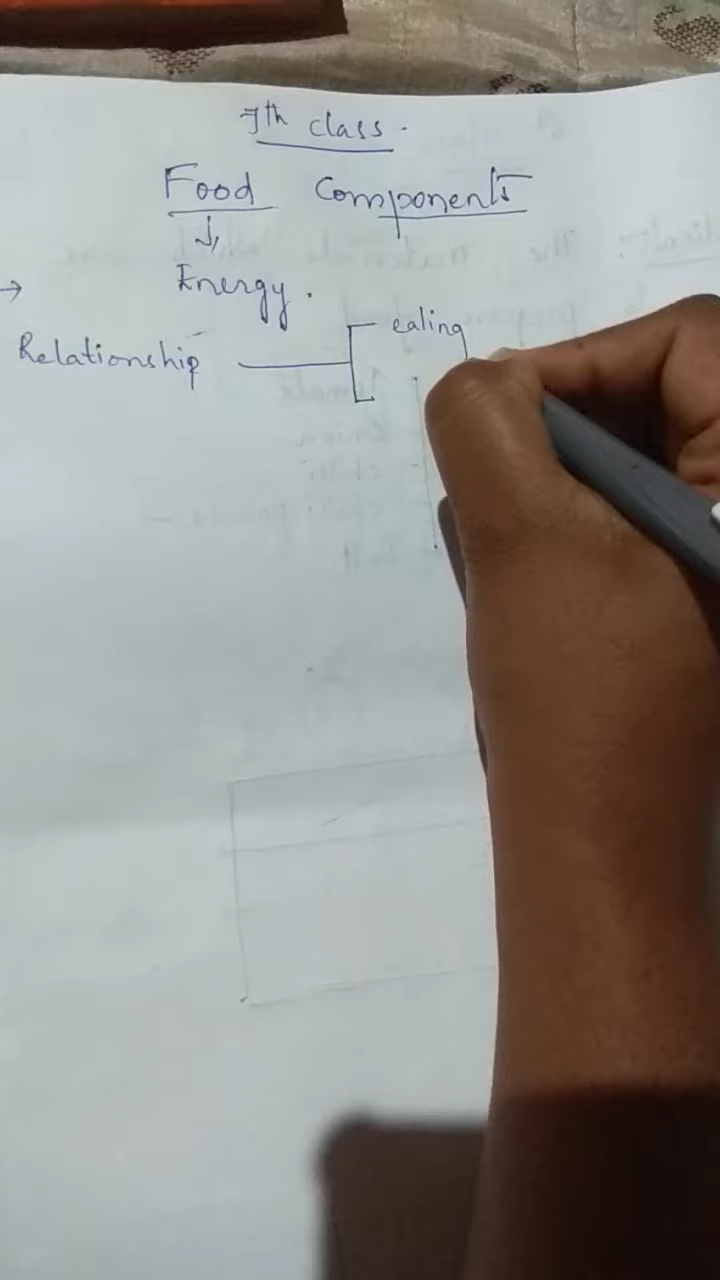 7th class.
Food Components
↓
Energy.
→
Relationship
eating